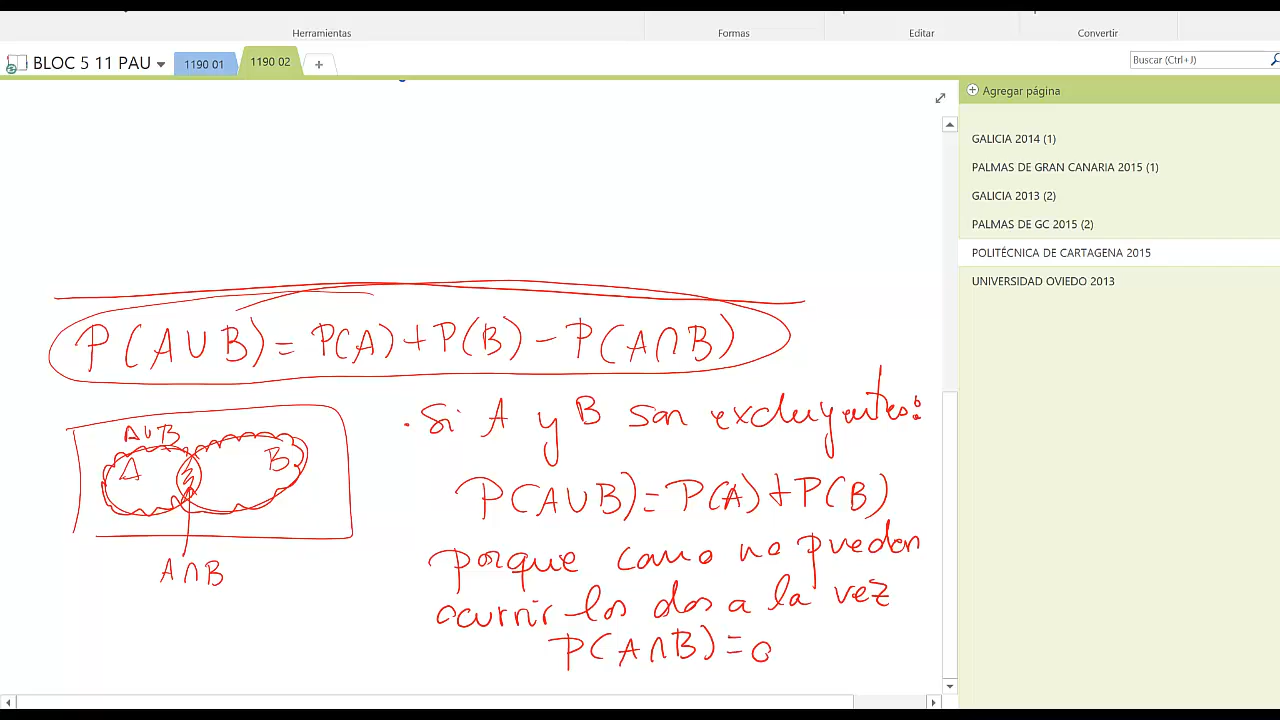 Herramientas
Formas
Editar
Convertir
BLOC 5 11 PAU
1190 01
1190 02
+
Buscar (Ctrl+J)
Agregar página
GALICIA 2014 (1)
PALMAS DE GRAN CANARIA 2015 (1)
GALICIA 2013 (2)
PALMAS DE GC 2015 (2)
POLITÉCNICA DE CARTAGENA 2015
UNIVERSIDAD OVIEDO 2013
P(A∪B) = P(A) + P(B) - P(A∩B)
A∪B
A
B
A∩B
. Si A y B son excluyentes:
P(A∪B) = P(A) + P(B)
porque como no pueden
ocurrir los dos a la vez
P(A∩B) = 0